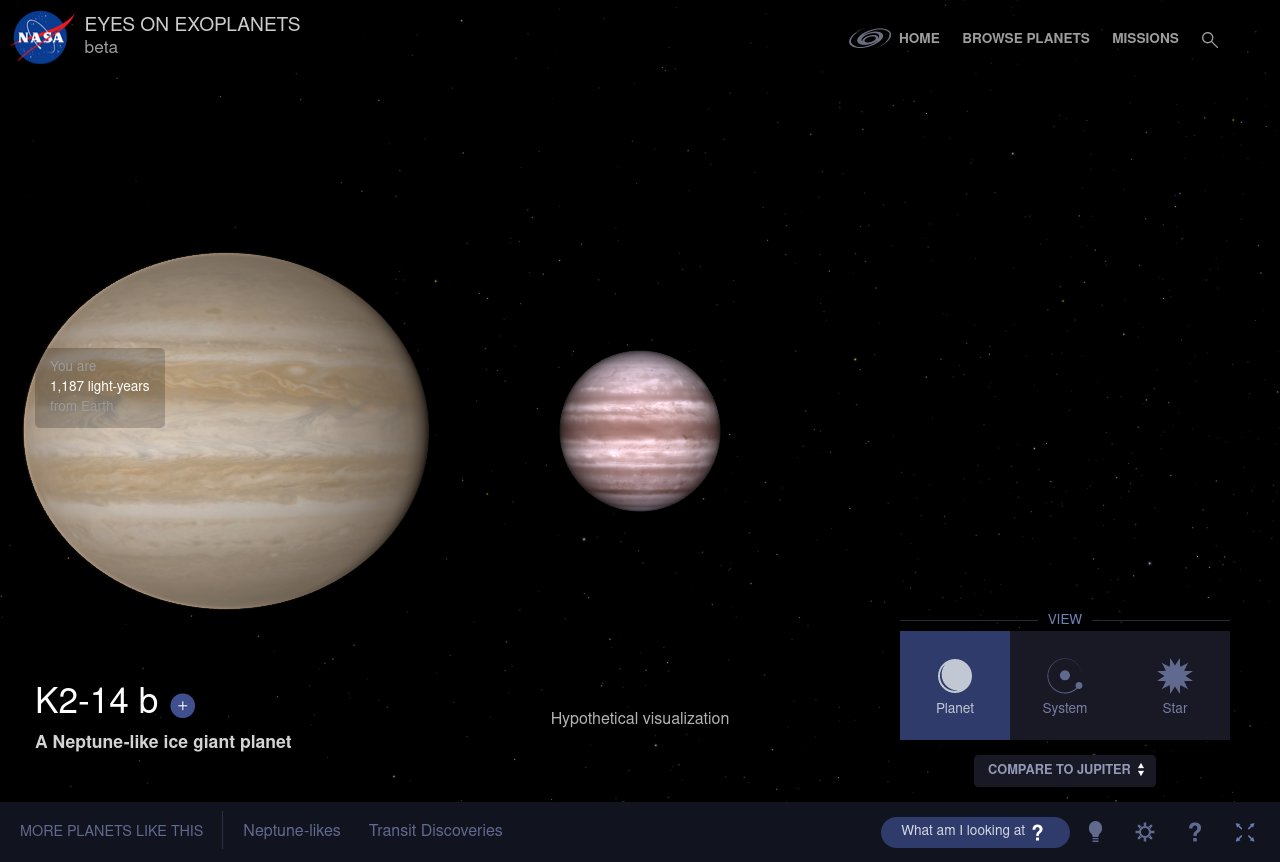 NASA
EYES ON EXOPLANETS
beta
HOME
BROWSE PLANETS
MISSIONS
You are
1,187 light-years
from Earth
K2-14 b +
A Neptune-like ice giant planet
Hypothetical visualization
VIEW
Planet
System
Star
COMPARE TO JUPITER
MORE PLANETS LIKE THIS
Neptune-likes
Transit Discoveries
What am I looking at ?
?